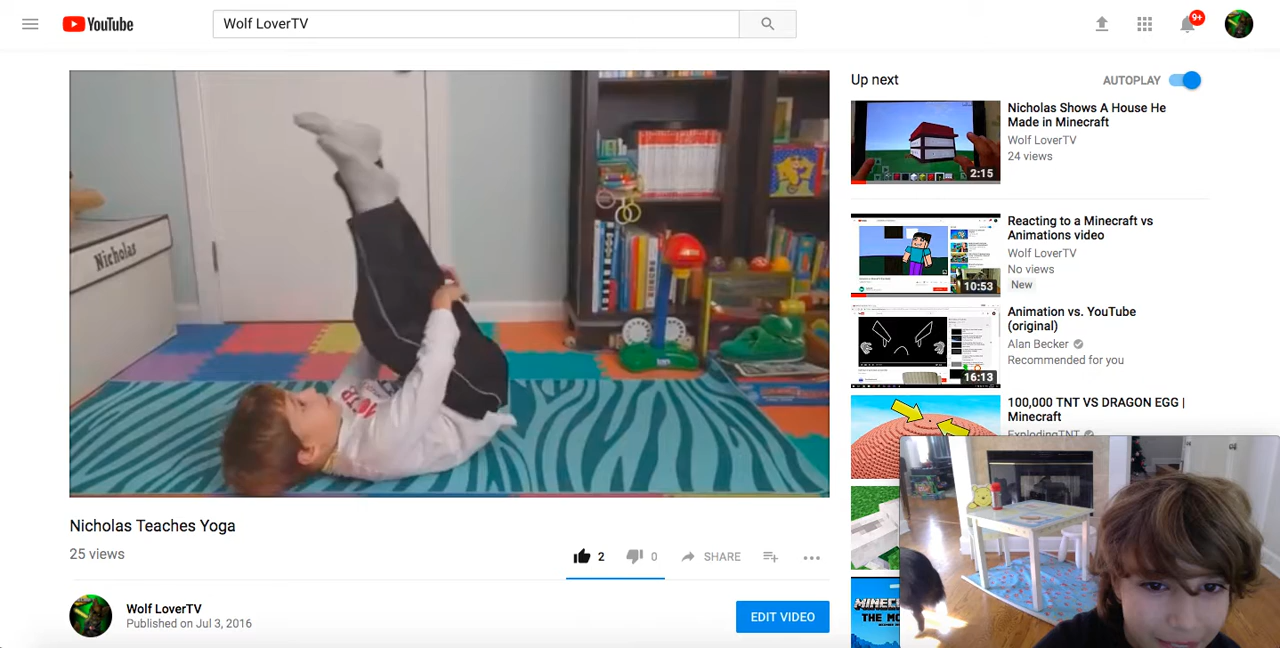 YouTube
Wolf LoverTV
9+
Nicholas
Nicholas Teaches Yoga
25 views
2
0
SHARE
Wolf LoverTV
Published on Jul 3, 2016
EDIT VIDEO
Up next
AUTOPLAY
2:15
Nicholas Shows A House He
Made in Minecraft
Wolf LoverTV
24 views
10:53
Reacting to a Minecraft vs
Animations video
Wolf LoverTV
No views
New
16:13
Animation vs. YouTube
(original)
Alan Becker
Recommended for you
100,000 TNT VS DRAGON EGG |
Minecraft
ExplodingTNT